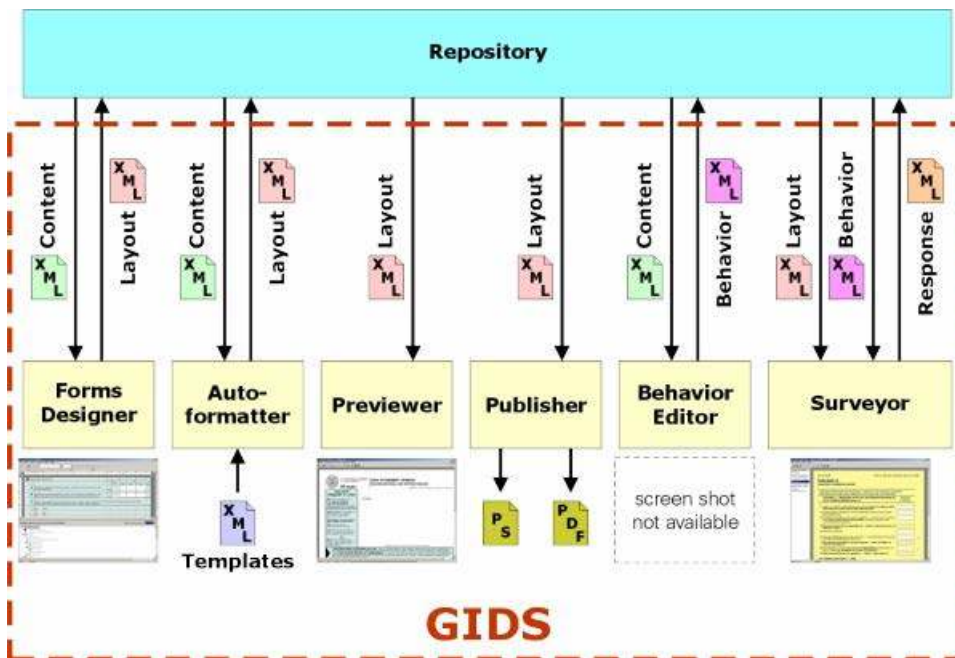 Repository
Content
XML
XML
Layout
Content
XML
XML
Layout
Layout
XML
Layout
XML
Content
XML
XML
Behavior
Layout
XML
Behavior
XML
XML
Response
Forms
Designer
Auto-
formatter
Previewer
Publisher
Behavior
Editor
Surveyor
XML
Templates
PS
PDF
screen shot
not available
GIDS